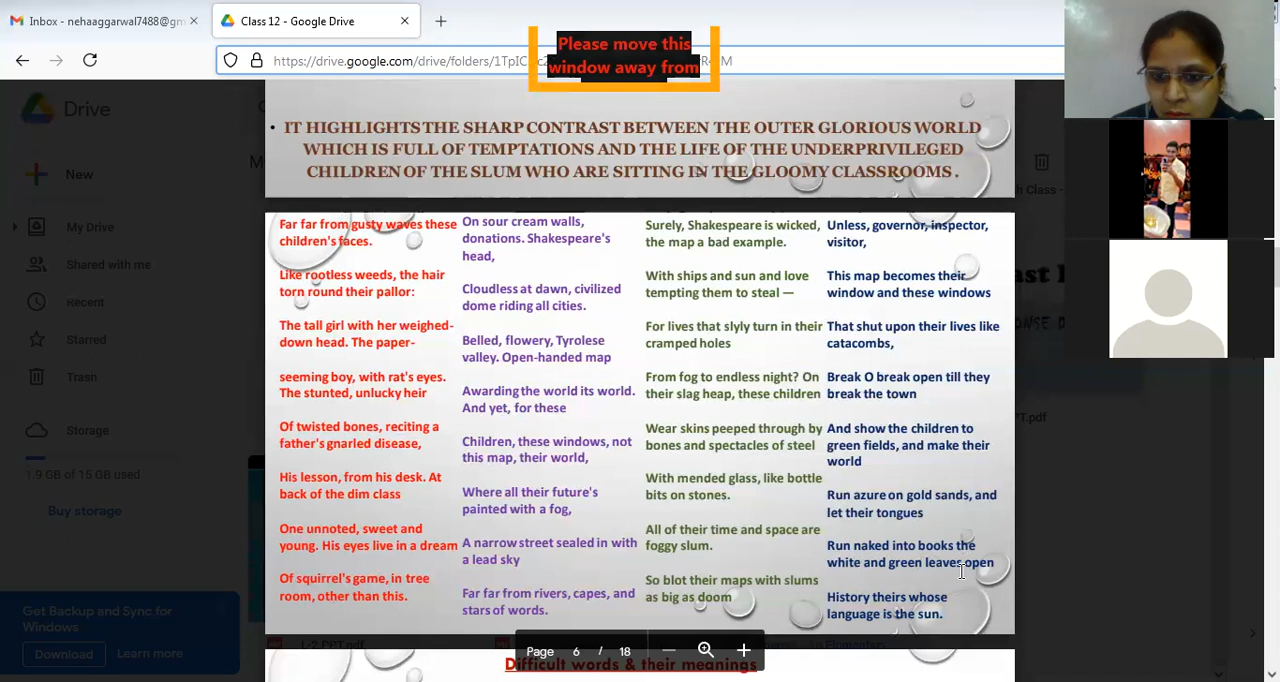 Inbox - nehaaggarwal7488@gm
Class 12 - Google Drive
Please move this
window away from
https://drive.google.com/drive/folders/1TpIC
Drive
New
My Drive
Shared with me
Recent
Starred
Trash
Storage
1.9 GB of 15 GB used
Buy storage
Get Backup and Sync for
Windows
Download
Learn more
• IT HIGHLIGHTS THE SHARP CONTRAST BETWEEN THE OUTER GLORIOUS WORLD
WHICH IS FULL OF TEMPTATIONS AND THE LIFE OF THE UNDERPRIVILEGED
CHILDREN OF THE SLUM WHO ARE SITTING IN THE GLOOMY CLASSROOMS .
Far far from gusty waves these
children's faces.
Like rootless weeds, the hair
torn round their pallor:
The tall girl with her weighed-
down head. The paper-
seeming boy, with rat's eyes.
The stunted, unlucky heir
Of twisted bones, reciting a
father's gnarled disease,
His lesson, from his desk. At
back of the dim class
One unnoted, sweet and
young. His eyes live in a dream
Of squirrel's game, in tree
room, other than this.
On sour cream walls,
donations. Shakespeare's
head,
Cloudless at dawn, civilized
dome riding all cities.
Belled, flowery, Tyrolese
valley. Open-handed map
Awarding the world its world.
And yet, for these
Children, these windows, not
this map, their world,
Where all their future's
painted with a fog,
A narrow street sealed in with
a lead sky
Far far from rivers, capes, and
stars of words.
Surely, Shakespeare is wicked,
the map a bad example.
With ships and sun and love
tempting them to steal —
For lives that slyly turn in their
cramped holes
From fog to endless night? On
their slag heap, these children
Wear skins peeped through by
bones and spectacles of steel
With mended glass, like bottle
bits on stones.
All of their time and space are
foggy slum.
So blot their maps with slums
as big as doom
Unless, governor, inspector,
visitor,
This map becomes their
window and these windows
That shut upon their lives like
catacombs,
Break O break open till they
break the town
And show the children to
green fields, and make their
world
Run azure on gold sands, and
let their tongues
Run naked into books the
white and green leaves open
History theirs whose
language is the sun.
L-2 PPT.pdf
Page 6 / 18
Difficult words & their meanings